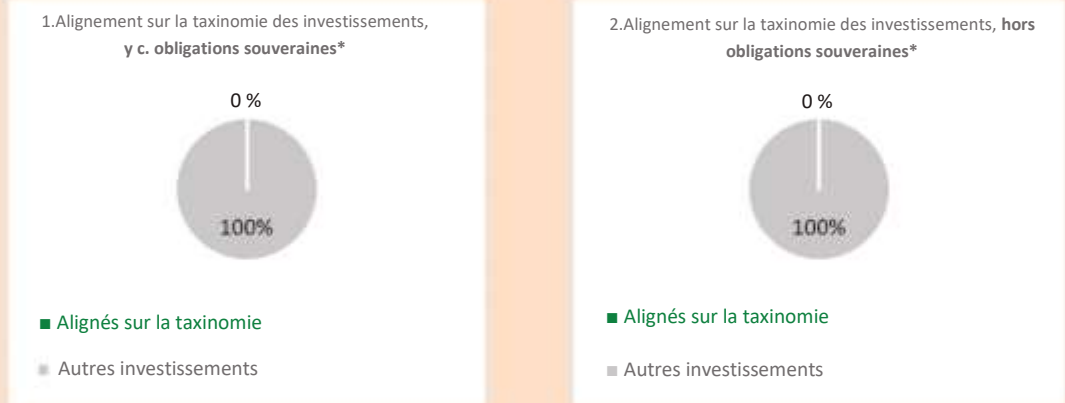 1.Alignement sur la taxinomie des investissements,
y c. obligations souveraines*
0 %
100%
■ Alignés sur la taxinomie
■ Autres investissements
2.Alignement sur la taxinomie des investissements, hors
obligations souveraines*
0 %
100%
■ Alignés sur la taxinomie
■ Autres investissements